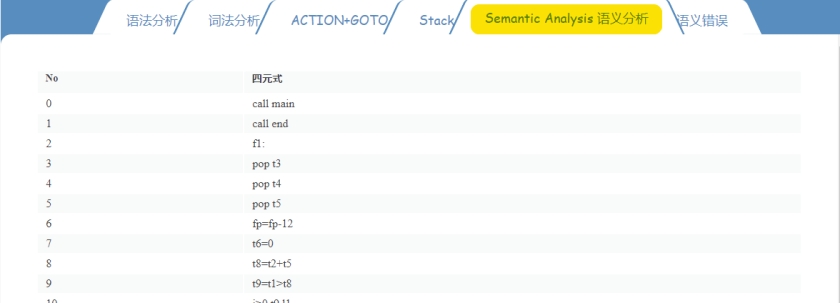 语法分析 词法分析 ACTION+GOTO Stack Semantic Analysis 语义分析 语义错误
No 四元式
0 call main
1 call end
2 f1:
3 pop t3
4 pop t4
5 pop t5
6 fp=fp-12
7 t6=0
8 t8=t2+t5
9 t9=t1>t8